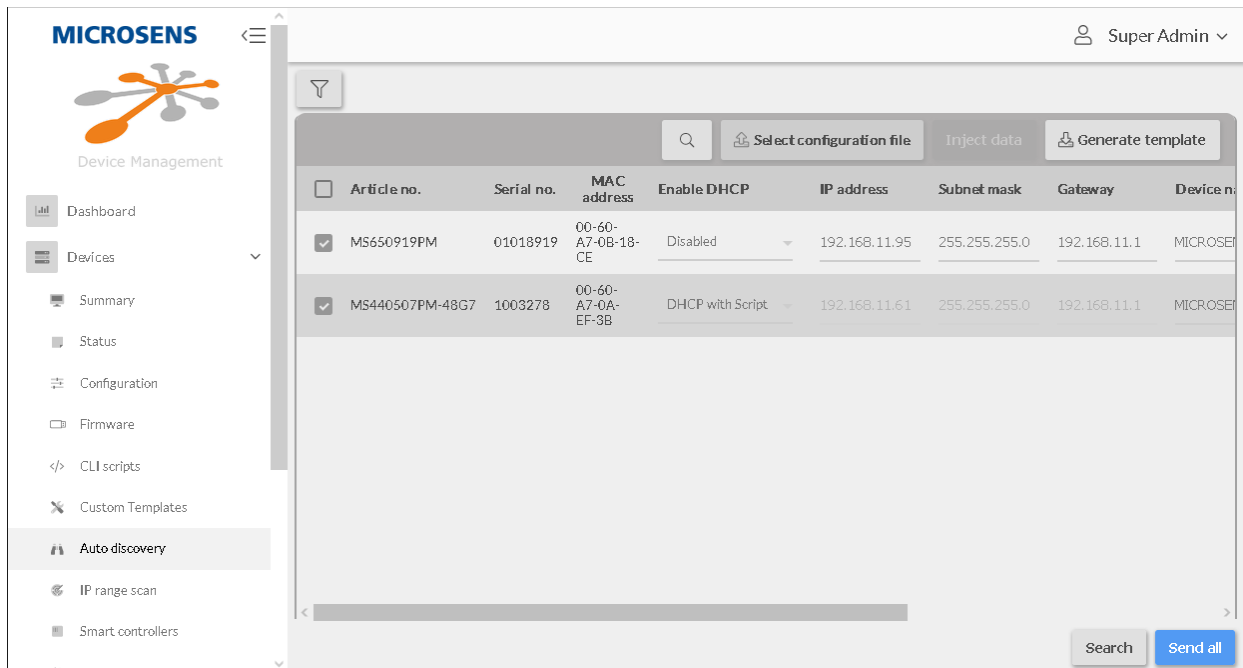 MICROSENS
Device Management
Super Admin
Dashboard
Devices
Summary
Status
Configuration
Firmware
CLI scripts
Custom Templates
Auto discovery
IP range scan
Smart controllers
Select configuration file Inject data Generate template
Article no. Serial no. MAC address Enable DHCP IP address Subnet mask Gateway Device
MS650919PM 01018919 00-60-
A7-0B-18-
CE Disabled 192.168.11.95 255.255.255.0 192.168.11.1
MS440507PM-48G7 1003278 00-60-
A7-0A-
EF-3B DHCP with Script 192.168.11.61 255.255.255.0 192.168.11.1
Search Send all